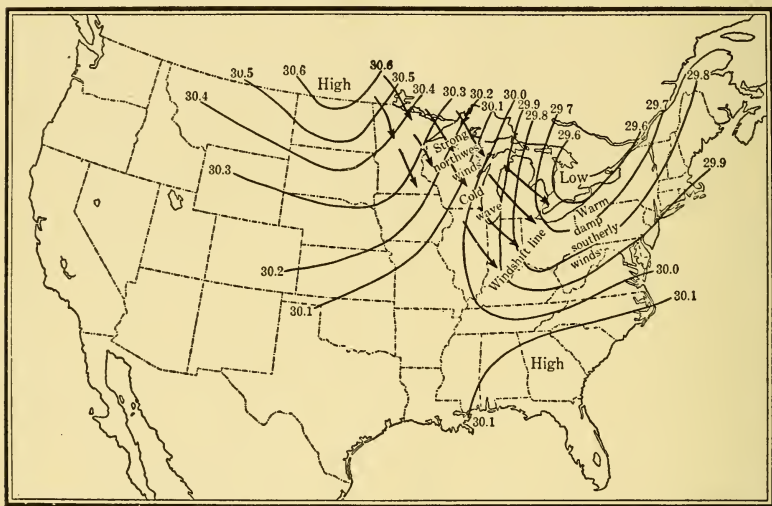 30.5
30.6
High
30.6
30.5
30.4
30.3
30.2
30.1
30.0
29.9
29.8
29.7
29.6
29.6
29.7
29.8
29.9
30.4
30.3
30.2
30.1
Strong
northwest
winds
Cold
wave
Low
Warm
damp
southerly
winds
Windshift line
30.0
30.1
High
30.1